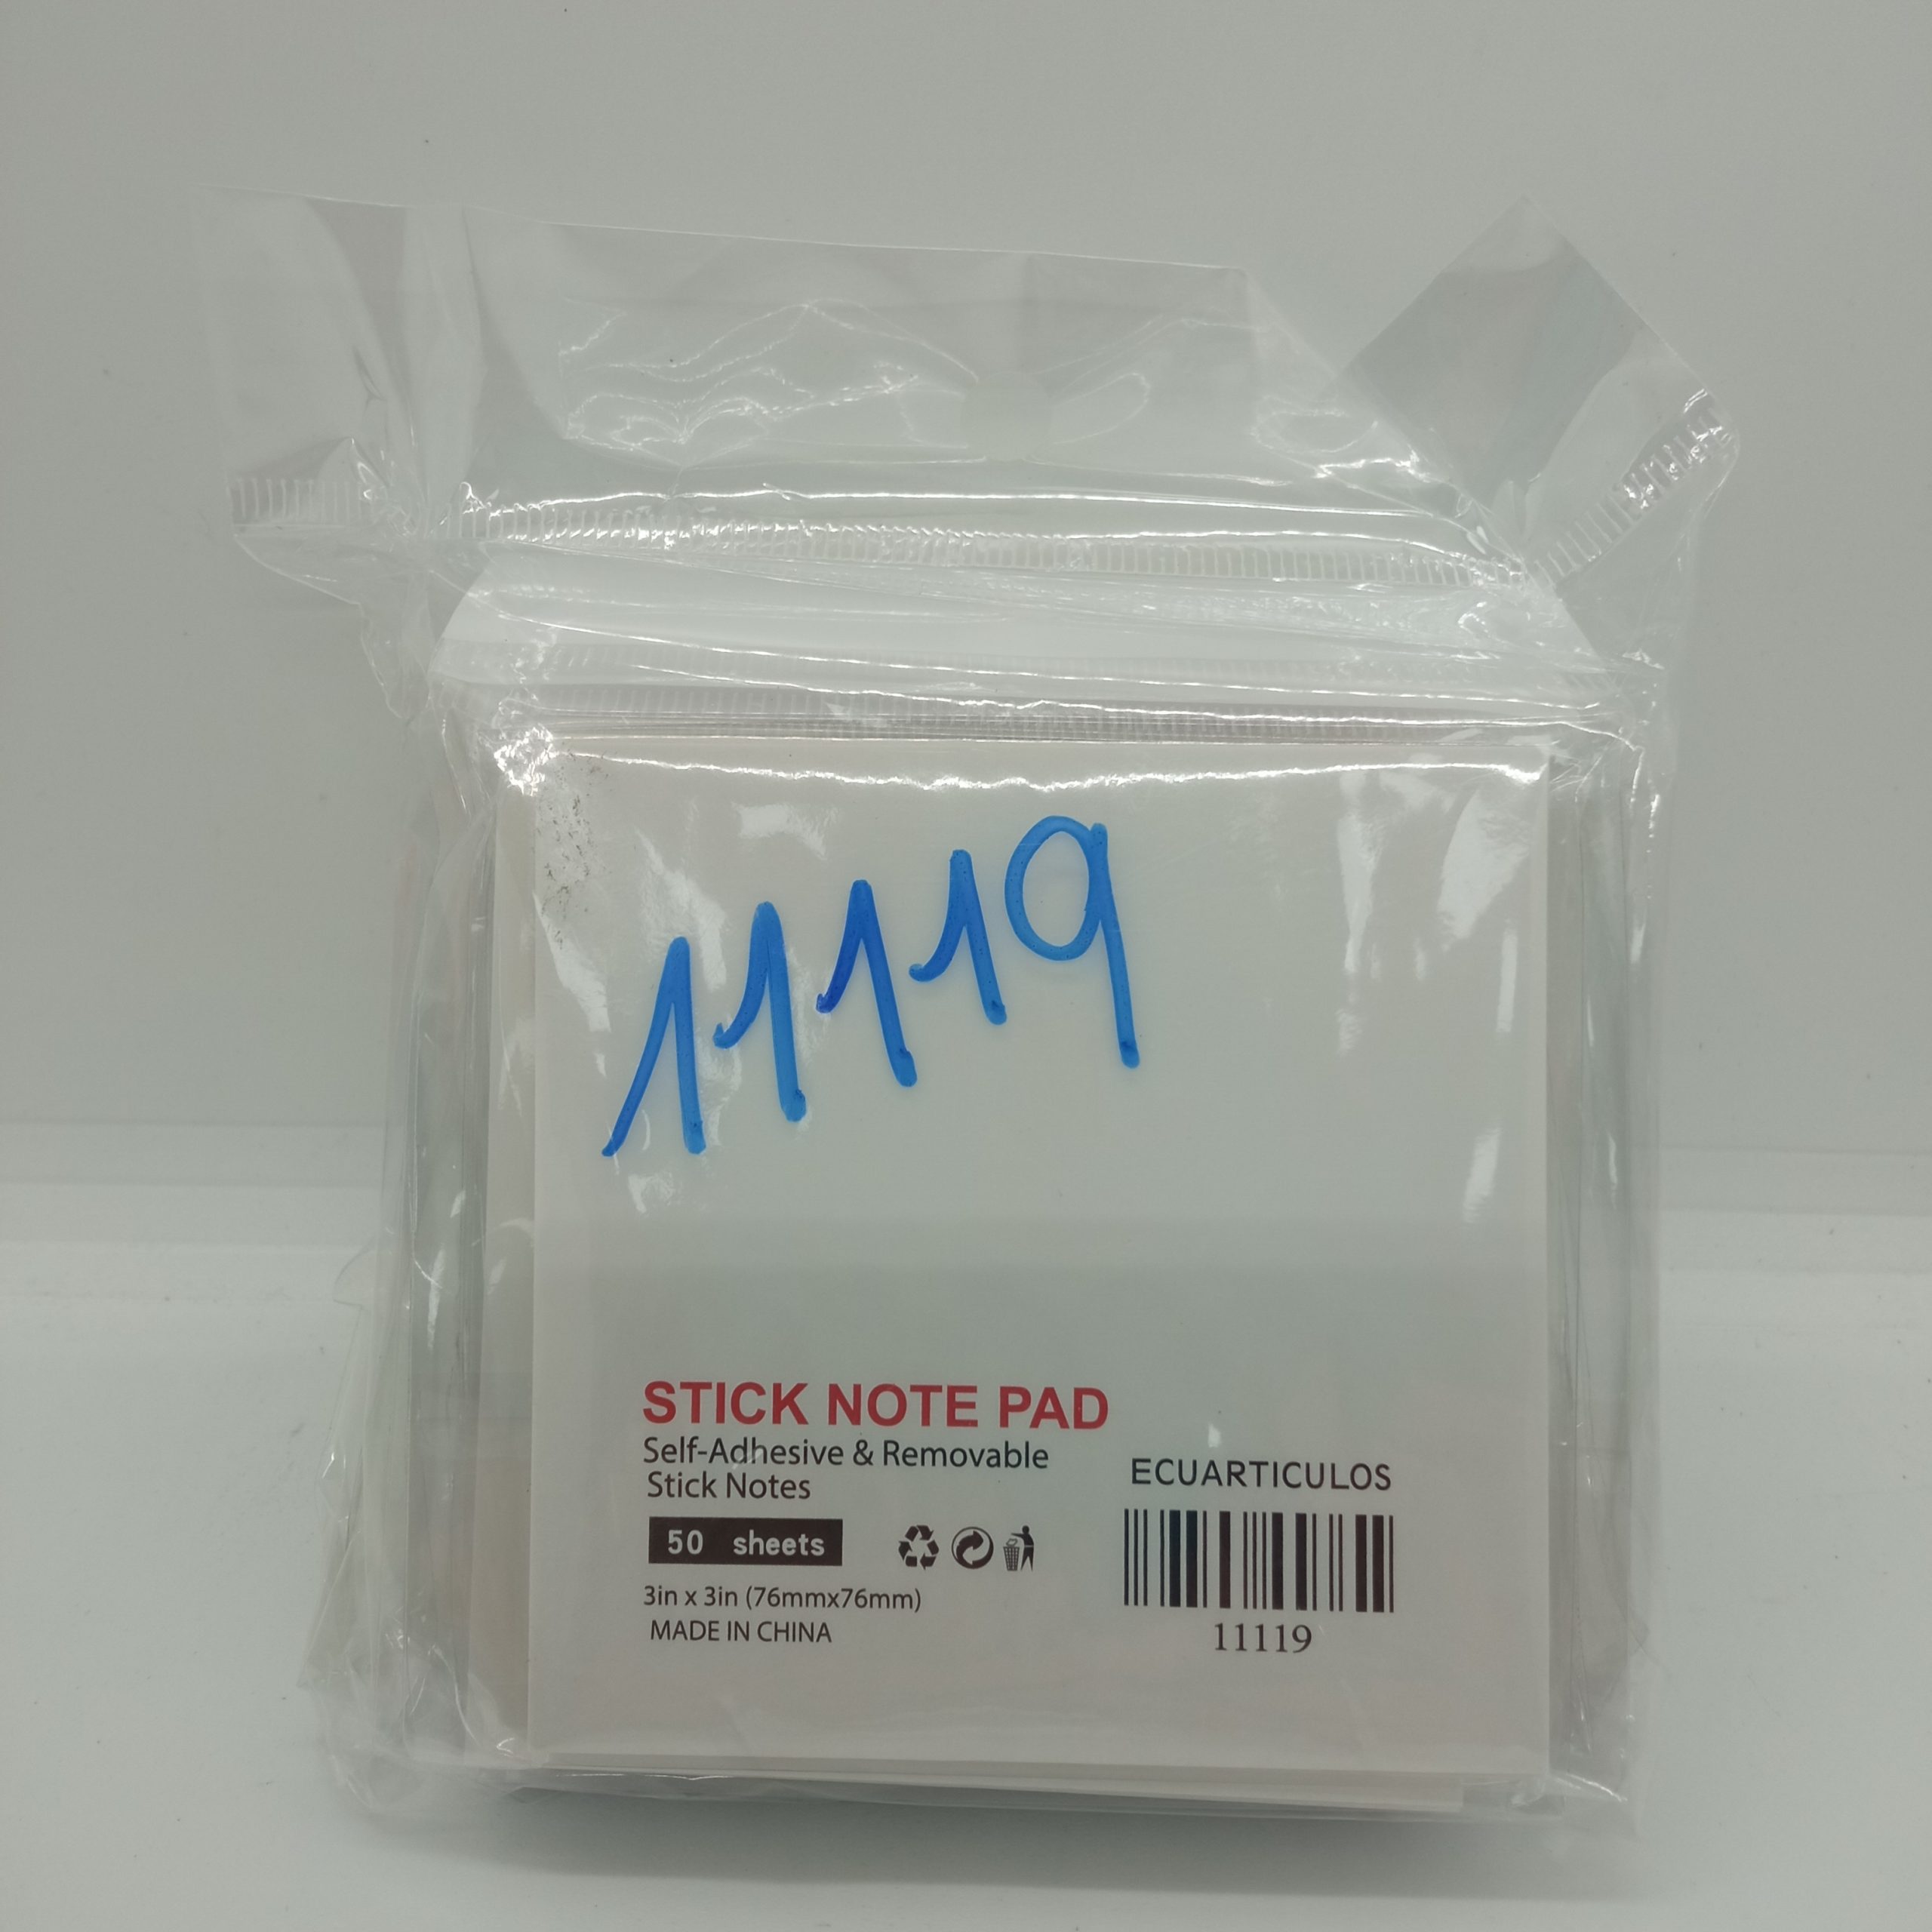 11119
STICK NOTE PAD
Self-Adhesive & Removable
Stick Notes
50 sheets
3in x 3in (76mmx76mm)
MADE IN CHINA
ECUARTICULOS
11119